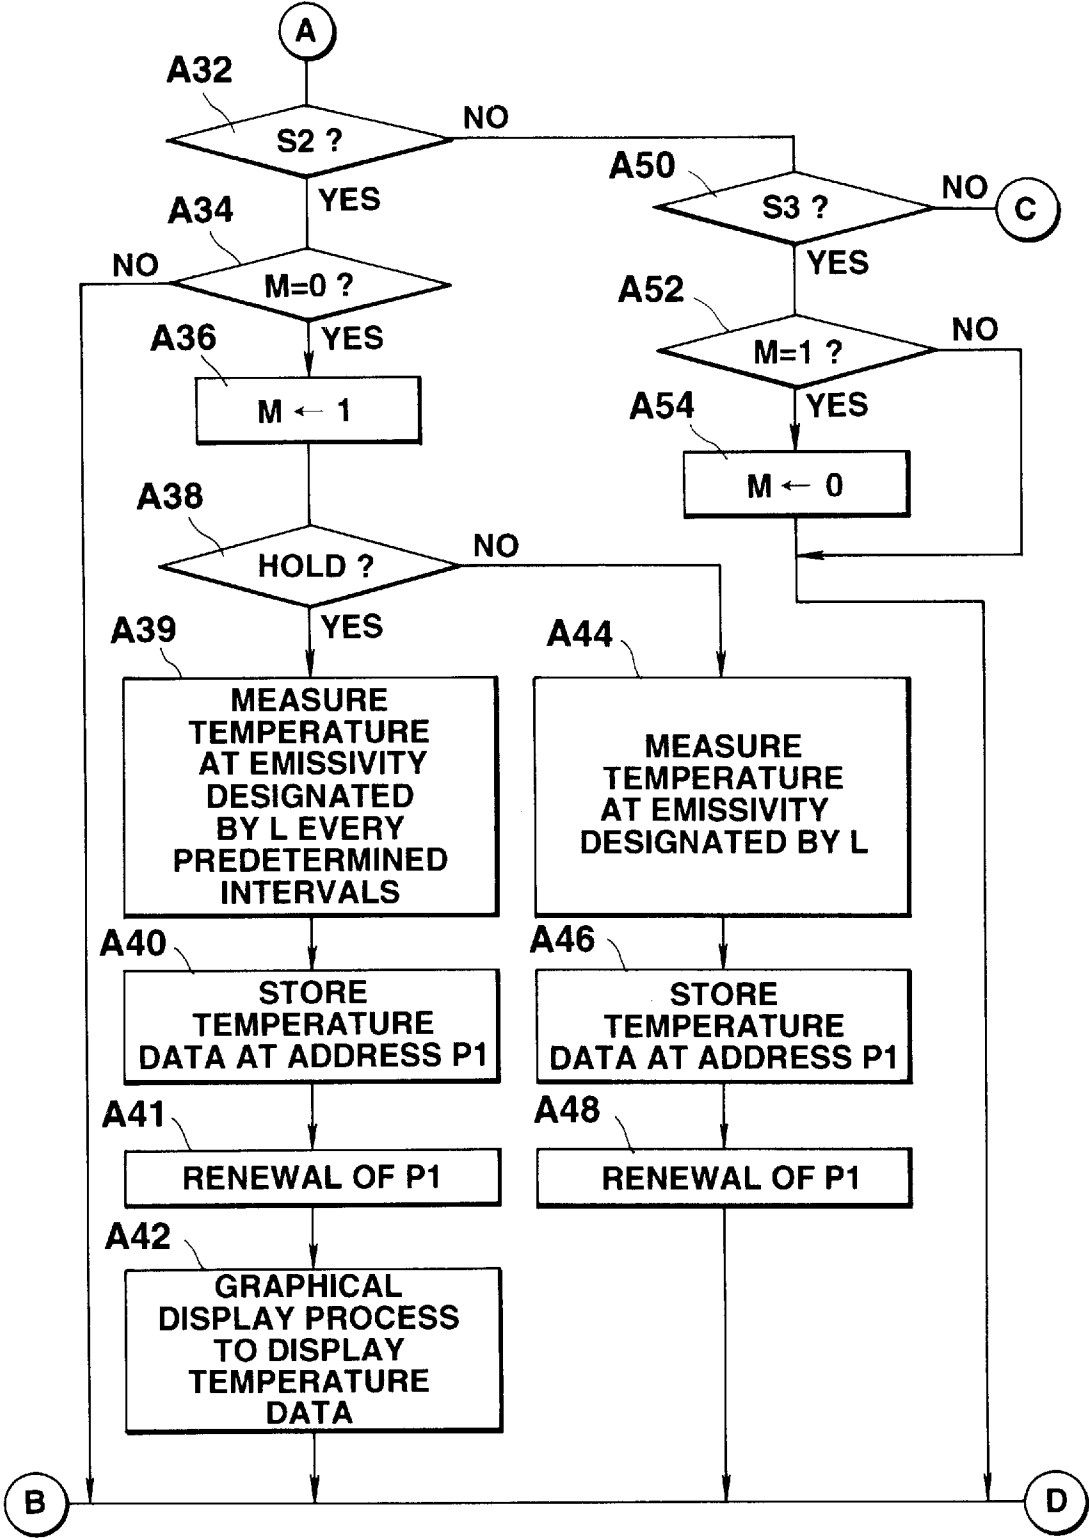 A
A32
S2 ?
NO
YES
A50
S3 ?
NO
C
YES
A34
M=0 ?
NO
YES
A52
M=1 ?
NO
YES
A36
M ← 1
A54
M ← 0
A38
HOLD ?
NO
YES
A39
MEASURE
TEMPERATURE
AT EMISSIVITY
DESIGNATED
BY L EVERY
PREDETERMINED
INTERVALS
A44
MEASURE
TEMPERATURE
AT EMISSIVITY
DESIGNATED BY L
A40
STORE
TEMPERATURE
DATA AT ADDRESS P1
A46
STORE
TEMPERATURE
DATA AT ADDRESS P1
A41
RENEWAL OF P1
A48
RENEWAL OF P1
A42
GRAPHICAL
DISPLAY PROCESS
TO DISPLAY
TEMPERATURE
DATA
B
D